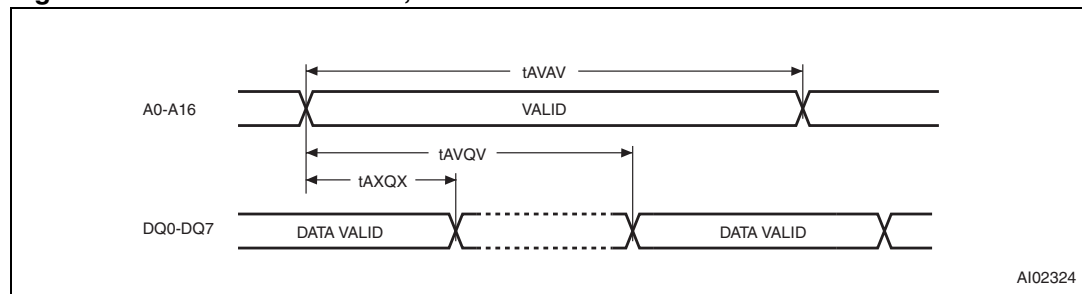 tAVAV
A0-A16 VALID
tAVQV
tAXQX
DQ0-DQ7 DATA VALID DATA VALID
AI02324